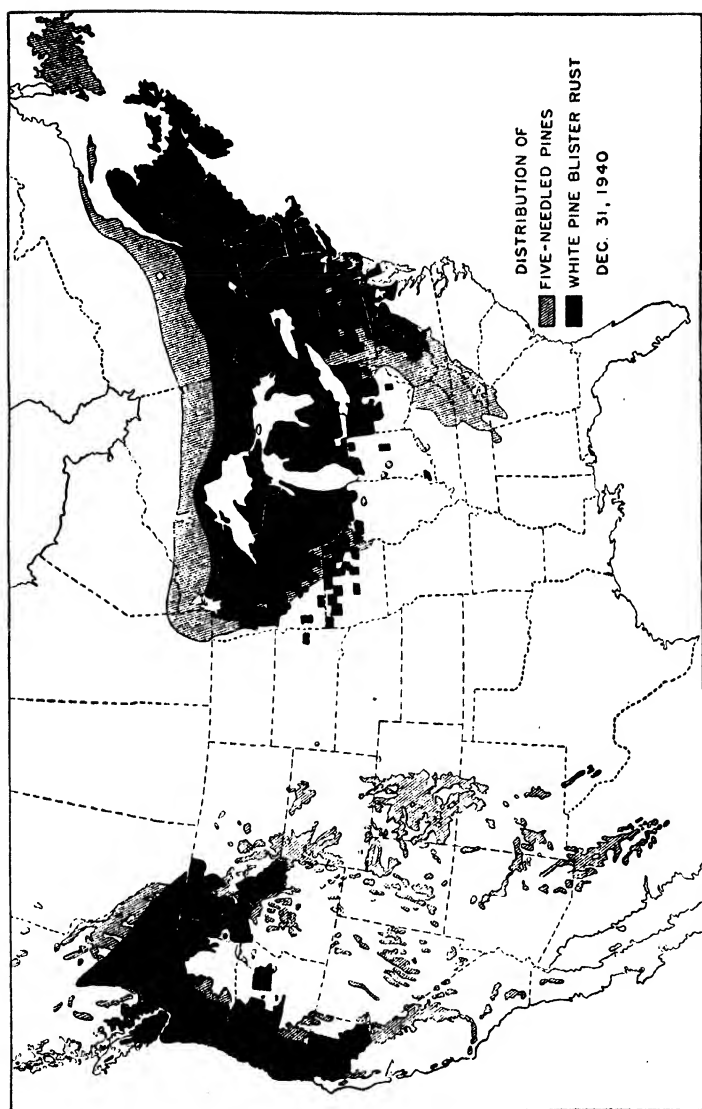 DISTRIBUTION OF
FIVE-NEEDLED PINES
WHITE PINE BLISTER RUST
DEC. 31, 1940